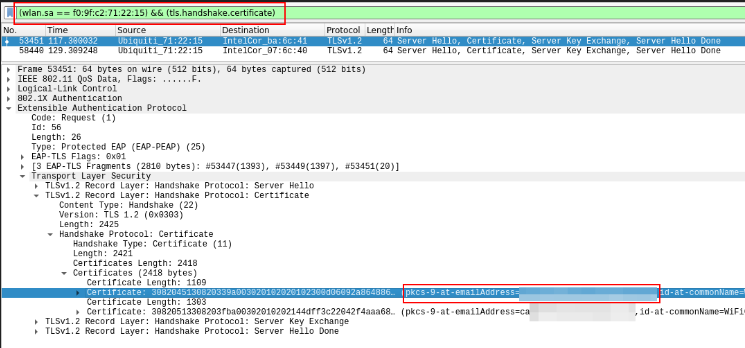 (wlan.sa == f0:9f:c2:71:22:15) && (tls.handshake.certificate)
No. Time Source Destination Protocol Length Info
53451 117.300032 Ubiquiti_71:22:15 IntelCor_ba:6c:41 TLSv1.2 64 Server Hello, Certificate, Server Key Exchange, Server Hello Done
58440 129.309248 Ubiquiti_71:22:15 IntelCor_07:6c:40 TLSv1.2 64 Server Hello, Certificate, Server Key Exchange, Server Hello Done
Frame 53451: 64 bytes on wire (512 bits), 64 bytes captured (512 bits)
IEEE 802.11 QoS Data, Flags: ......F.
Logical-Link Control
802.1X Authentication
Extensible Authentication Protocol
Code: Request (1)
Id: 56
Length: 26
Type: Protected EAP (EAP-PEAP) (25)
EAP-TLS Flags: 0x01
[3 EAP-TLS Fragments (2810 bytes): #53447(1393), #53449(1397), #53451(20)]
Transport Layer Security
TLSv1.2 Record Layer: Handshake Protocol: Server Hello
TLSv1.2 Record Layer: Handshake Protocol: Certificate
Content Type: Handshake (22)
Version: TLS 1.2 (0x0303)
Length: 2425
Handshake Protocol: Certificate
Handshake Type: Certificate (11)
Length: 2421
Certificates Length: 2418
Certificates (2418 bytes)
Certificate Length: 1109
Certificate: 3082045130820339a003020102020102300d06092a864886… (pkcs-9-at-emailAddress= ,id-at-commonName=
Certificate Length: 1303
Certificate: 30820513308203fba00302010202144dff3c22042f4aaa68… (pkcs-9-at-emailAddress=ca ,id-at-commonName=WiFi
TLSv1.2 Record Layer: Handshake Protocol: Server Key Exchange
TLSv1.2 Record Layer: Handshake Protocol: Server Hello Done